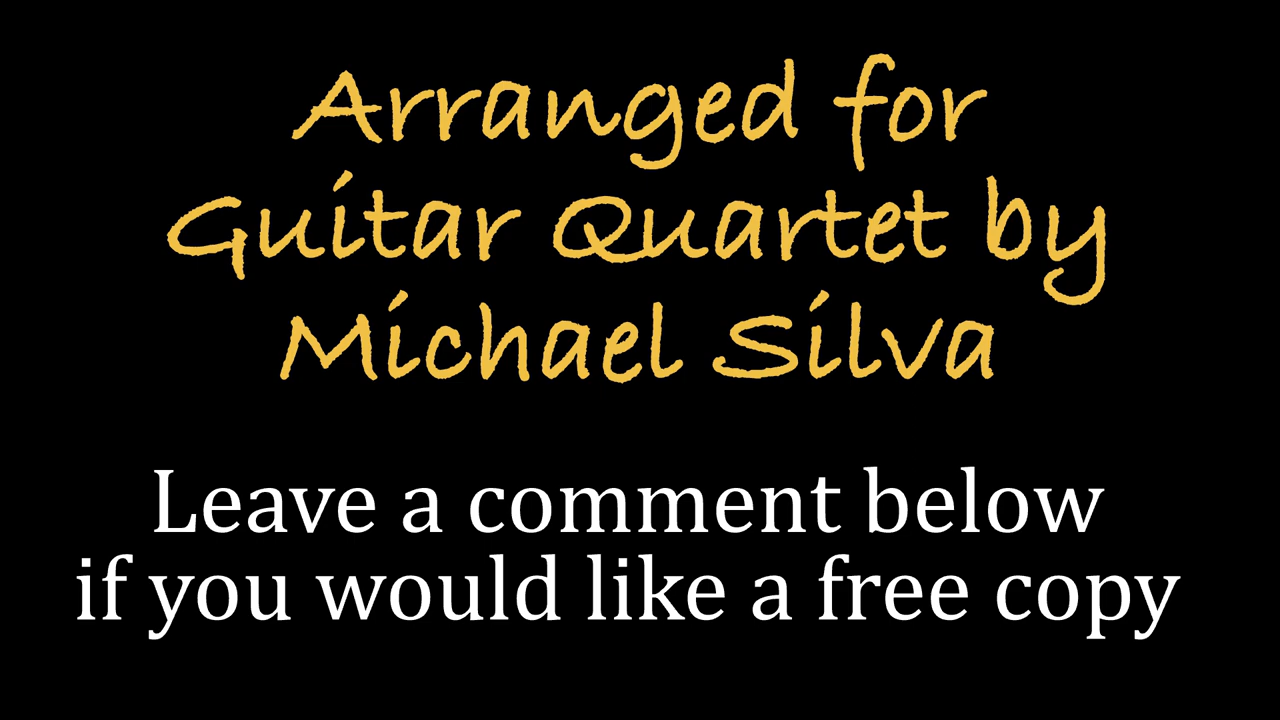 Arranged for
Guitar Quartet by
Michael Silva
Leave a comment below
if you would like a free copy